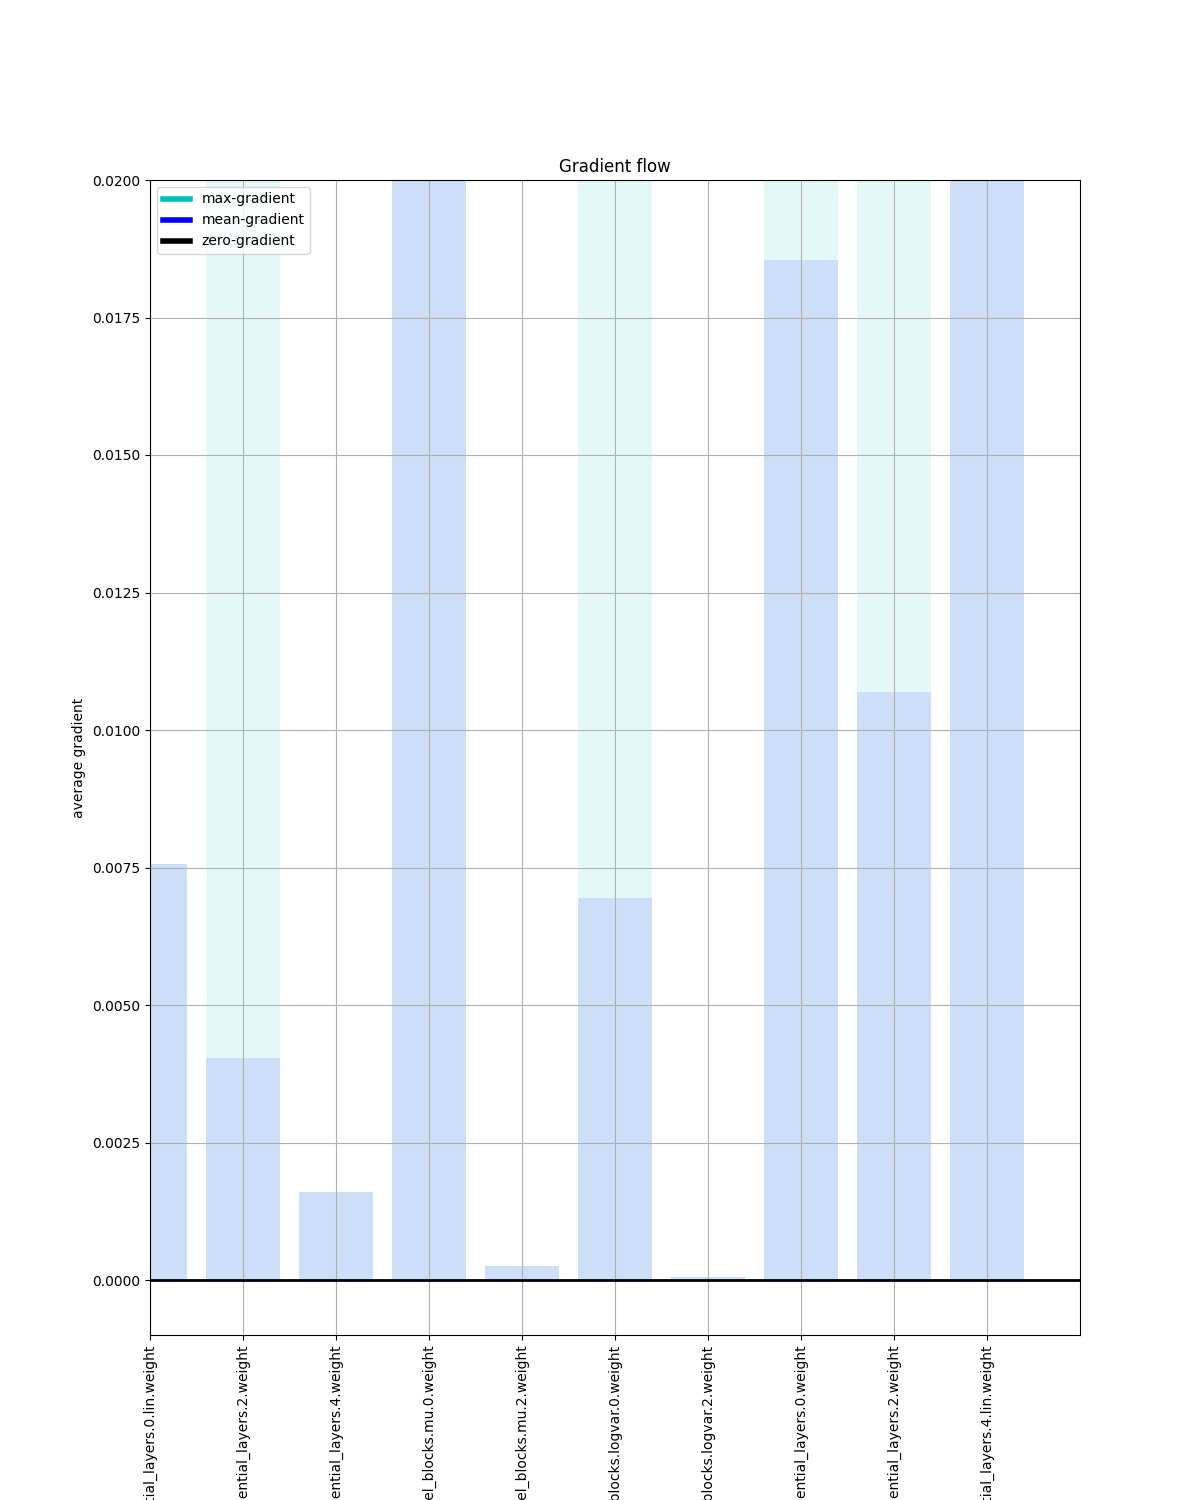 Gradient flow
max-gradient
mean-gradient
zero-gradient
0.0200
0.0175
0.0150
0.0125
0.0100
0.0075
0.0050
0.0025
0.0000
average gradient
tial_layers.0.lin.weight
ential_layers.2.weight
ential_layers.4.weight
el_blocks.mu.0.weight
el_blocks.mu.2.weight
blocks.logvar.0.weight
blocks.logvar.2.weight
ential_layers.0.weight
ential_layers.2.weight
tial_layers.4.lin.weight